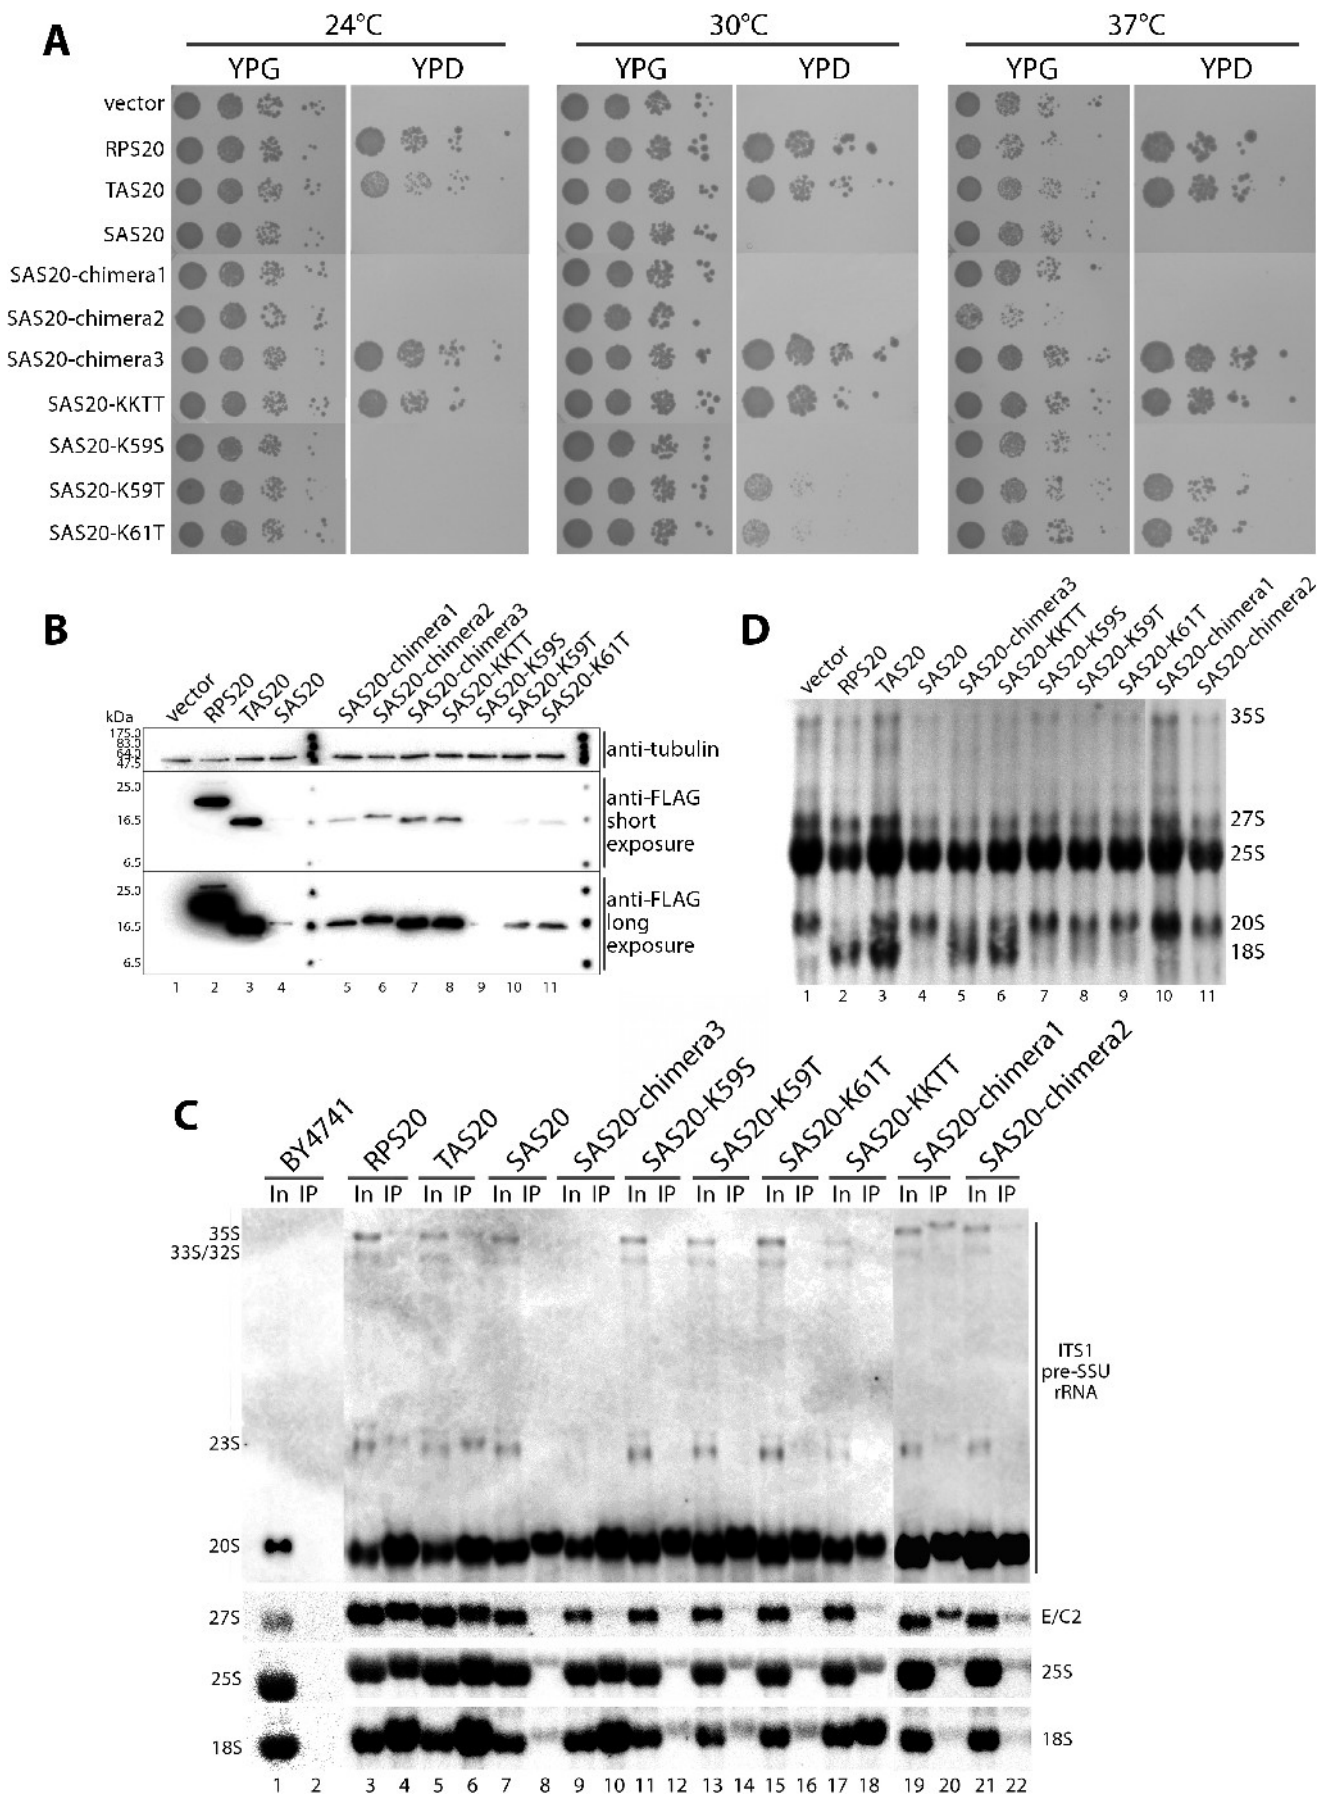 A
24°C 30°C 37°C
YPG YPD YPG YPD YPG YPD
vector
RPS20
TAS20
SAS20
SAS20-chimera1
SAS20-chimera2
SAS20-chimera3
SAS20-KKTT
SAS20-K59S
SAS20-K59T
SAS20-K61T
B
vector RPS20 TAS20 SAS20 SAS20-chimera1 SAS20-chimera2 SAS20-chimera3 SAS20-KKTT SAS20-K59S SAS20-K59T SAS20-K61T
kDa
175.0
83.0
64.0
47.5
anti-tubulin
25.0
16.5
6.5
anti-FLAG
short
exposure
25.0
16.5
6.5
anti-FLAG
long
exposure
1 2 3 4 5 6 7 8 9 10 11
D
vector RPS20 TAS20 SAS20 SAS20-chimera3 SAS20-KKTT SAS20-K59S SAS20-K59T SAS20-K61T SAS20-chimera1 SAS20-chimera2
35S
27S
25S
20S
18S
1 2 3 4 5 6 7 8 9 10 11
C
BY4741 RPS20 TAS20 SAS20 SAS20-chimera3 SAS20-K59S SAS20-K59T SAS20-K61T SAS20-KKTT SAS20-chimera1 SAS20-chimera2
In IP In IP In IP In IP In IP In IP In IP In IP In IP In IP In IP
35S
33S/32S
23S
20S
ITS1
pre-SSU
rRNA
27S E/C2
25S 25S
18S 18S
1 2 3 4 5 6 7 8 9 10 11 12 13 14 15 16 17 18 19 20 21 22